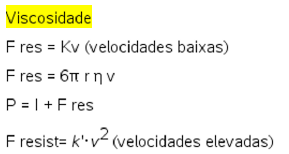 Viscosidade
F res = Kv (velocidades baixas)
F res = 6π r η v
P = I + F res
F resist= k'· v² (velocidades elevadas)